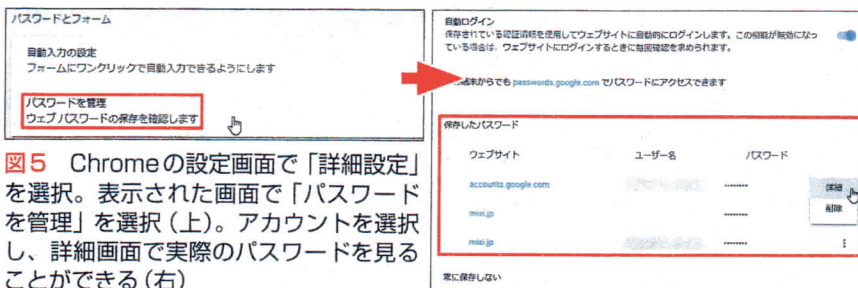 パスワードとフォーム
自動入力の設定
フォームにワンクリックで自動入力できるようにします
パスワードを管理
ウェブ パスワードの保存を確認します
図5 Chromeの設定画面で「詳細設定」
を選択。表示された画面で「パスワード
を管理」を選択(上)。アカウントを選択
し、詳細画面で実際のパスワードを見る
ことができる(右)
自動ログイン
保存されている認証情報を使用してウェブサイトに自動的にログインします。この機能が無効になっ
ている場合は、ウェブサイトにログインするときに毎回確認を求められます。
端末からでも passwords.google.com でパスワードにアクセスできます
保存したパスワード
ウェブサイト ユーザー名 パスワード
accounts.google.com ········ 詳細
削除
mixi.jp ········
mixi.jp ········
常に保存しない